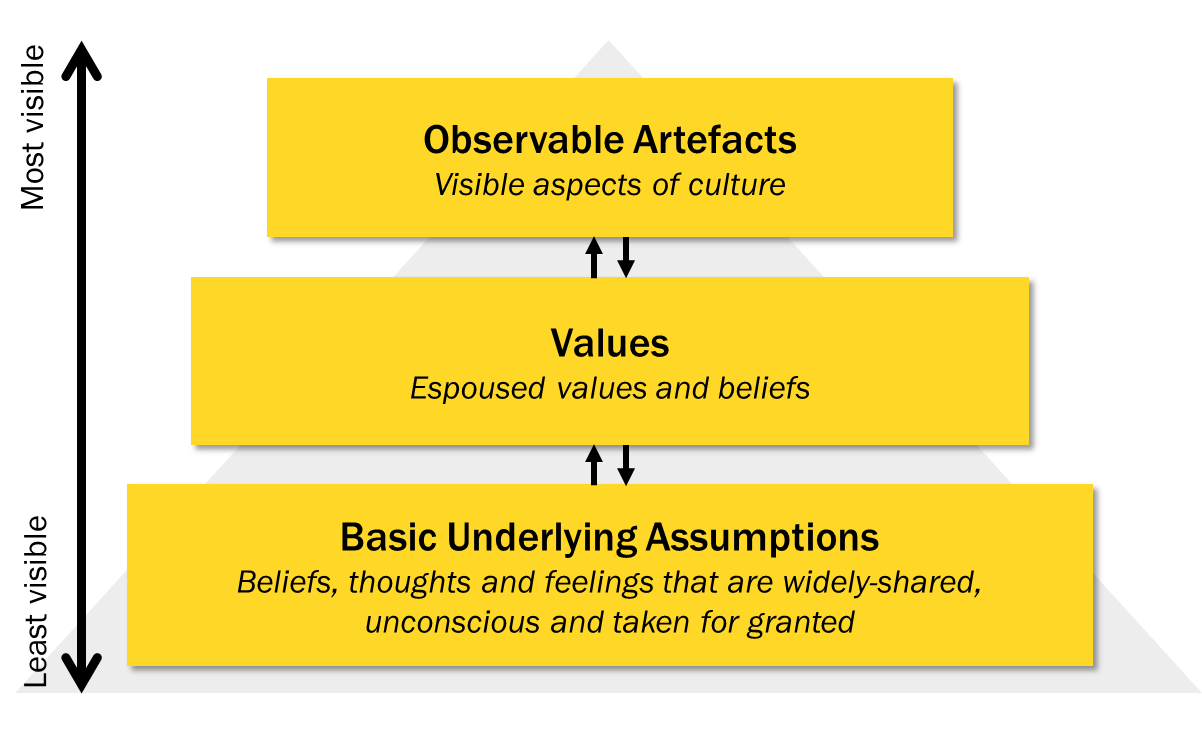 Most visible
Observable Artefacts
Visible aspects of culture
Values
Espoused values and beliefs
Least visible
Basic Underlying Assumptions
Beliefs, thoughts and feelings that are widely-shared,
unconscious and taken for granted